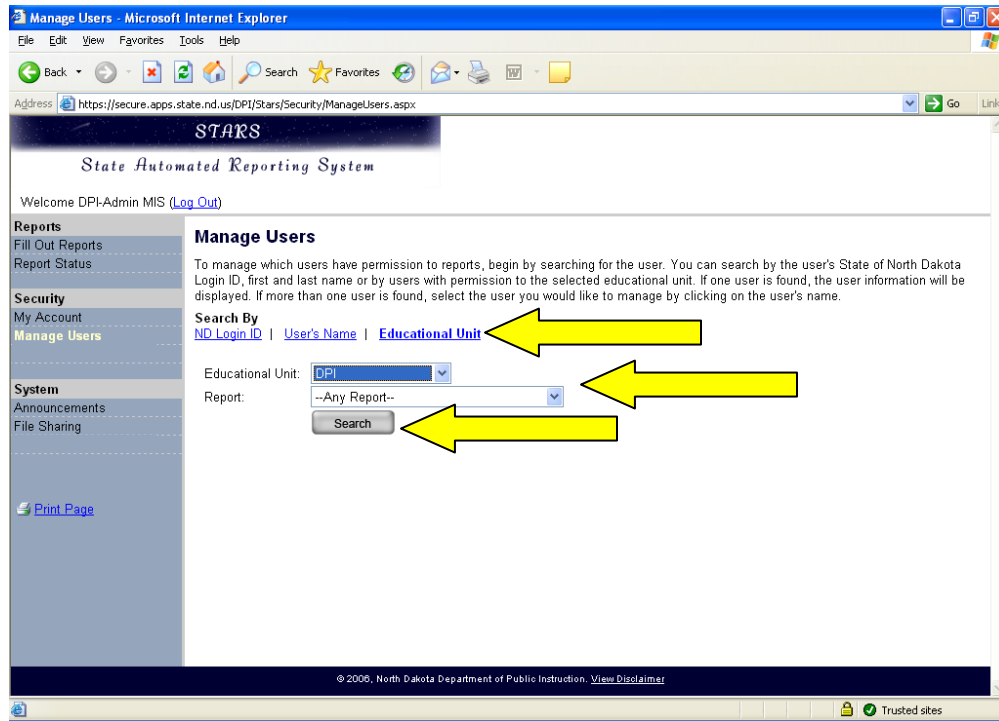 Manage Users - Microsoft Internet Explorer
File Edit View Favorites Tools Help
Back Search Favorites
Address https://secure.apps.state.nd.us/DPI/Stars/Security/ManageUsers.aspx Go Link
STARS
State Automated Reporting System
Welcome DPI-Admin MIS (Log Out)
Reports
Fill Out Reports
Report Status
Security
My Account
Manage Users
System
Announcements
File Sharing
Print Page
Manage Users
To manage which users have permission to reports, begin by searching for the user. You can search by the user's State of North Dakota
Login ID, first and last name or by users with permission to the selected educational unit. If one user is found, the user information will be
displayed. If more than one user is found, select the user you would like to manage by clicking on the user's name.
Search By
ND Login ID | User's Name | Educational Unit
Educational Unit: DPI
Report: --Any Report--
Search
© 2006, North Dakota Department of Public Instruction. View Disclaimer
Trusted sites